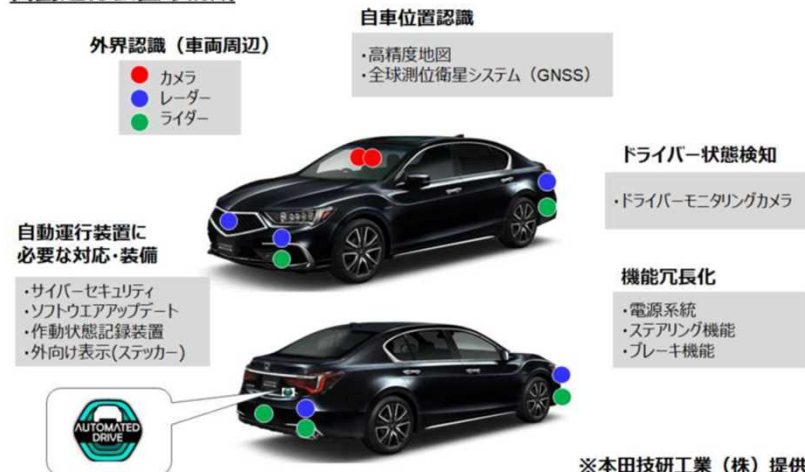 自車位置認識
・高精度地図
・全球測位衛星システム（GNSS）
外界認識（車両周辺）
カメラ
レーダー
ライダー
ドライバー状態検知
・ドライバーモニタリングカメラ
自動運行装置に
必要な対応・装備
・サイバーセキュリティ
・ソフトウエアアップデート
・作動状態記録装置
・外向け表示(ステッカー)
機能冗長化
・電源系統
・ステアリング機能
・ブレーキ機能
AUTOMATED
DRIVE
※本田技研工業（株）提供